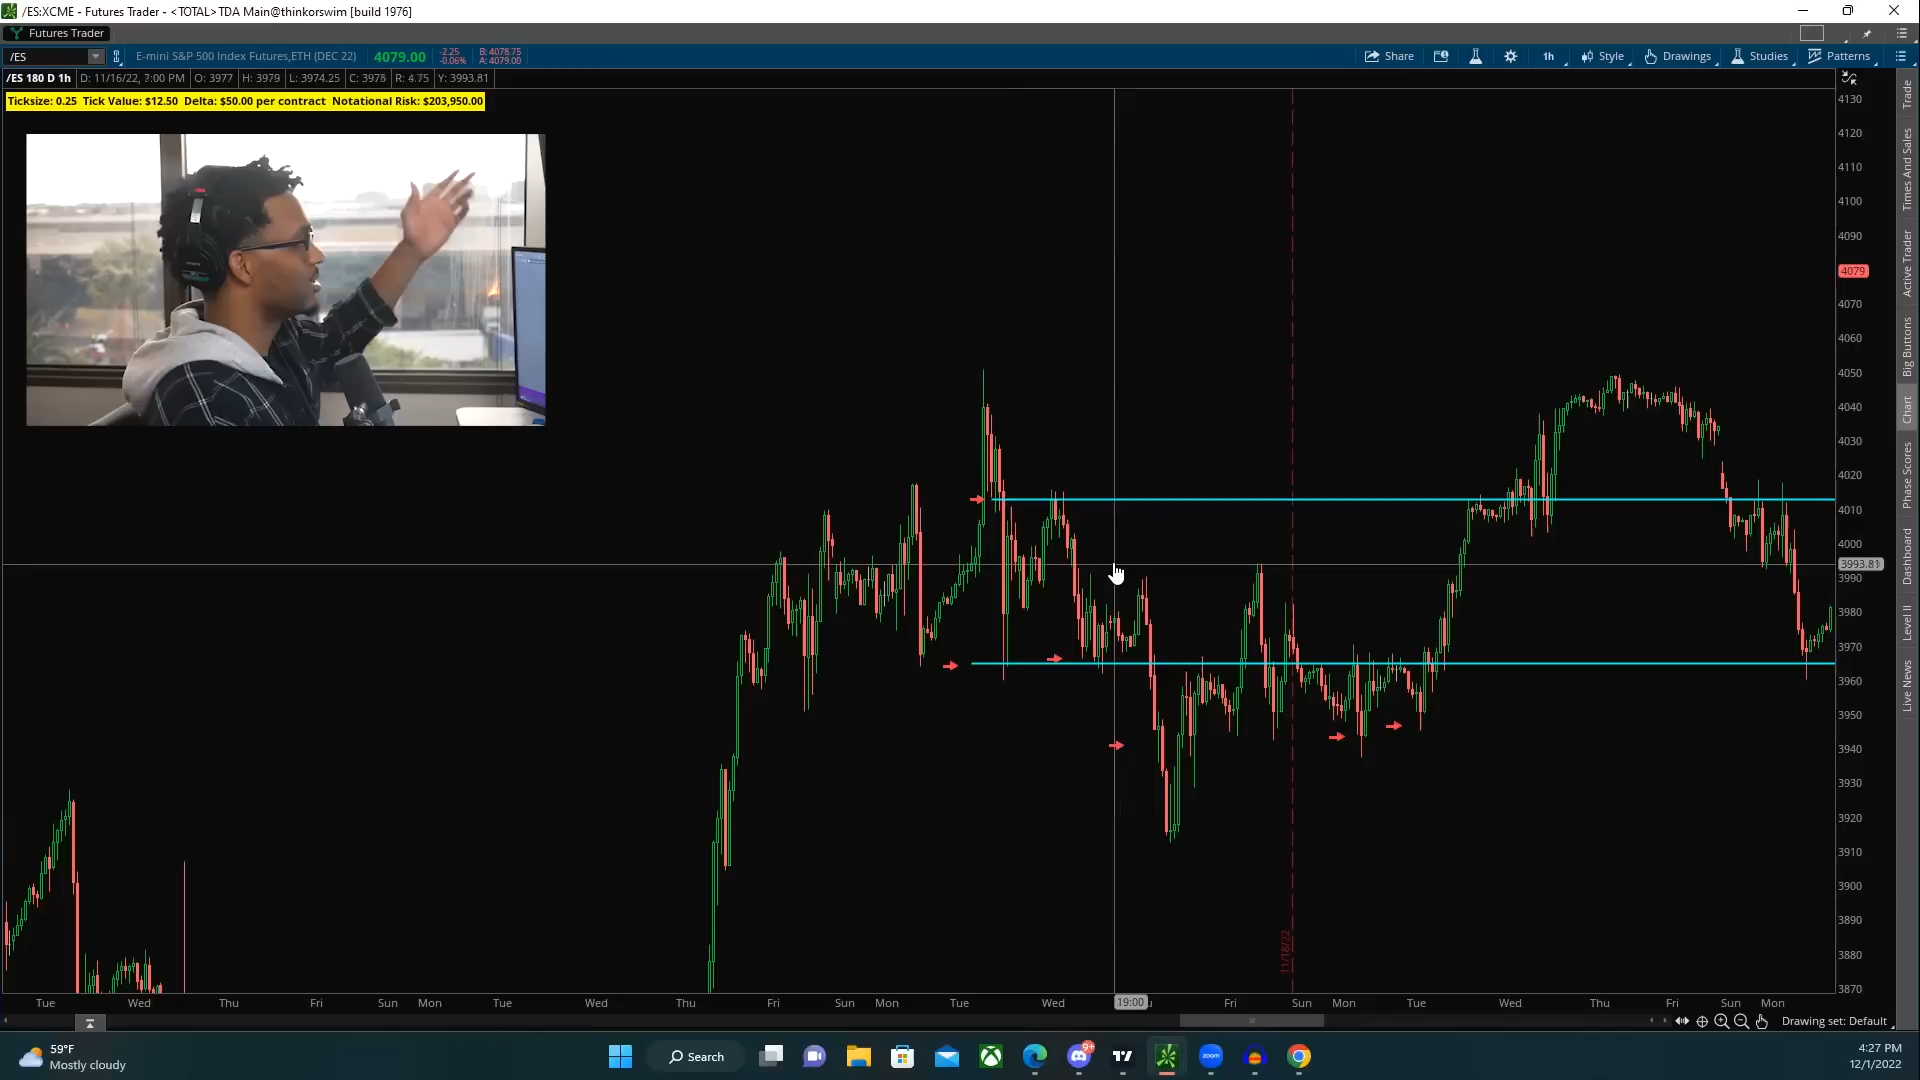 /ES:XCME - Futures Trader - <TOTAL> TDA Main@thinkorswim [build 1976]
Futures Trader
/ES
E-mini S&P 500 Index Futures,ETH (DEC 22)
4079.00
-2.25
-0.06%
B: 4078.75
A: 4079.00
Share
1h
Style
Drawings
Studies
Patterns
/ES 180 D 1h
D: 11/16/22, 7:00 PM
O: 3977
H: 3979
L: 3974.25
C: 3978
R: 4.75
Y: 3993.81
Ticksize: 0.25 Tick Value: $12.50 Delta: $50.00 per contract Notational Risk: $203,950.00
4130
4120
4110
4100
4090
4079
4070
4060
4050
4040
4030
4020
4010
4000
3993.81
3990
3980
3970
3960
3950
3940
3930
3920
3910
3900
3890
3880
3870
Trade
Times And Sales
Active Trader
Big Buttons
Chart
Phase Scores
Dashboard
Level II
Live News
11/18/22
Tue
Wed
Thu
Fri
Sun
Mon
Tue
Wed
Thu
Fri
Sun
Mon
Tue
Wed
19:00
Fri
Sun
Mon
Tue
Wed
Thu
Fri
Sun
Mon
Drawing set: Default
59°F
Mostly cloudy
Search
9+
zoom
4:27 PM
12/1/2022